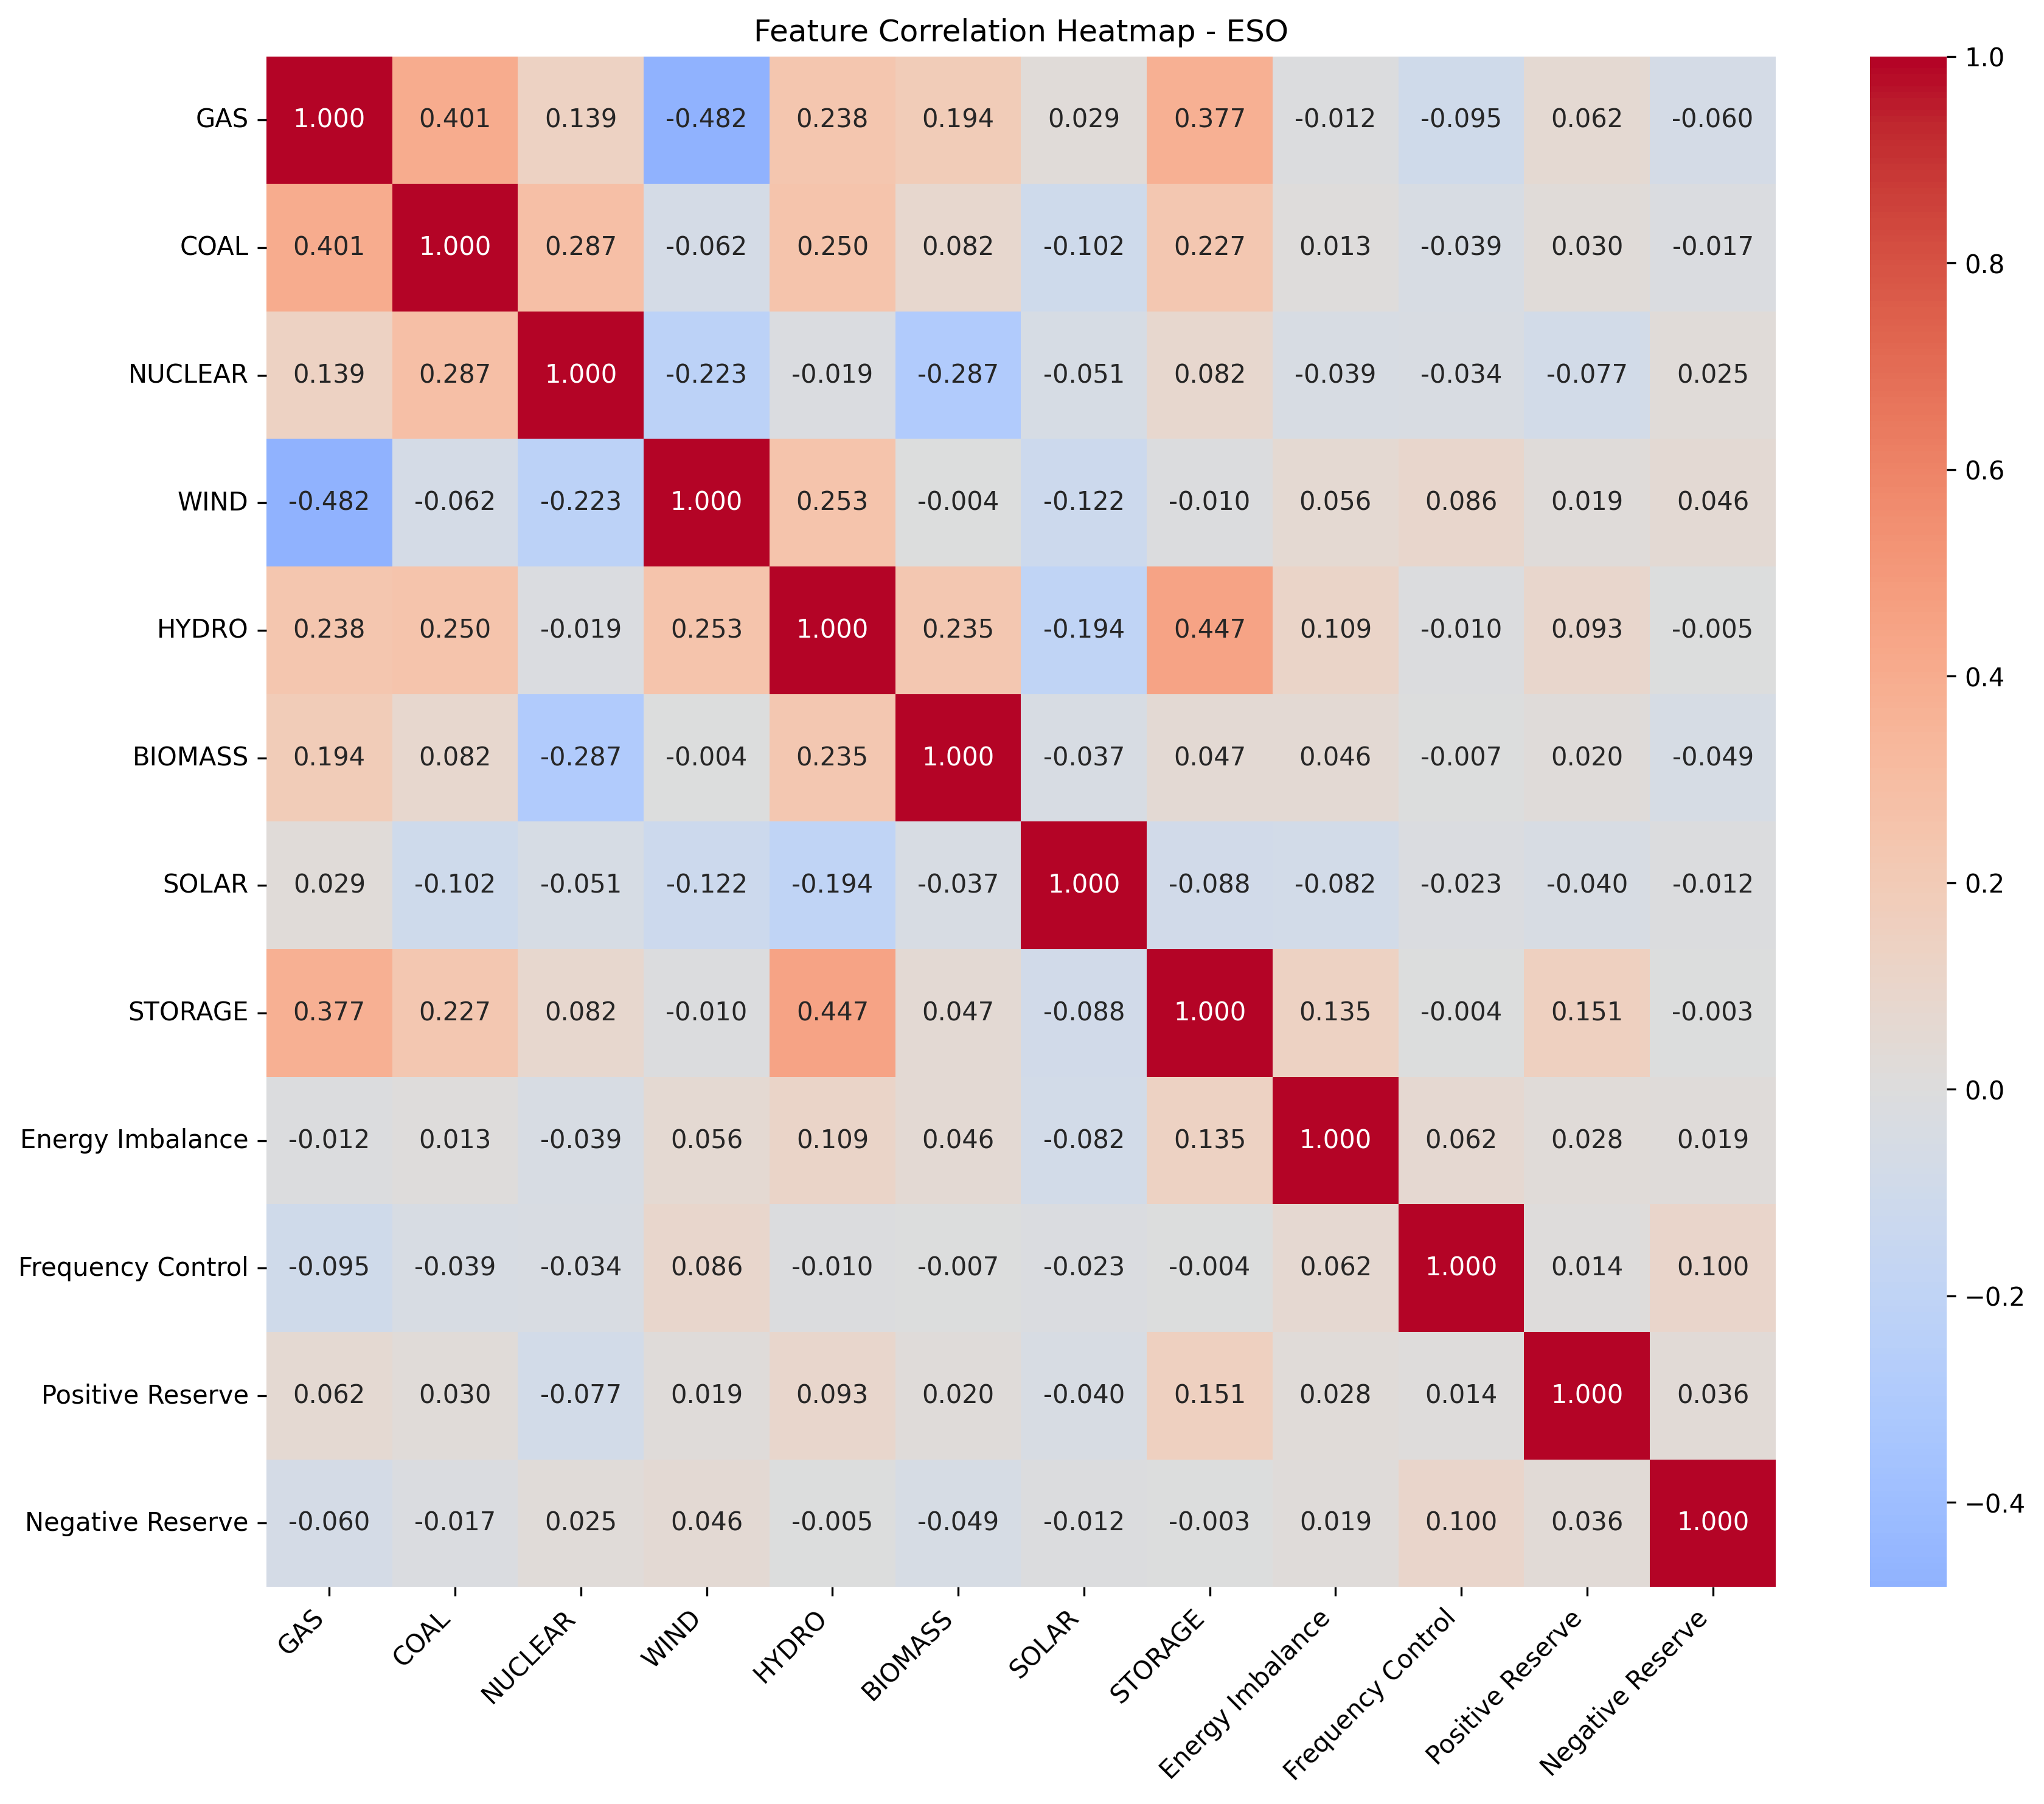 Feature Correlation Heatmap - ESO
GAS 1.000 0.401 0.139 -0.482 0.238 0.194 0.029 0.377 -0.012 -0.095 0.062 -0.060
COAL 0.401 1.000 0.287 -0.062 0.250 0.082 -0.102 0.227 0.013 -0.039 0.030 -0.017
NUCLEAR 0.139 0.287 1.000 -0.223 -0.019 -0.287 -0.051 0.082 -0.039 -0.034 -0.077 0.025
WIND -0.482 -0.062 -0.223 1.000 0.253 -0.004 -0.122 -0.010 0.056 0.086 0.019 0.046
HYDRO 0.238 0.250 -0.019 0.253 1.000 0.235 -0.194 0.447 0.109 -0.010 0.093 -0.005
BIOMASS 0.194 0.082 -0.287 -0.004 0.235 1.000 -0.037 0.047 0.046 -0.007 0.020 -0.049
SOLAR 0.029 -0.102 -0.051 -0.122 -0.194 -0.037 1.000 -0.088 -0.082 -0.023 -0.040 -0.012
STORAGE 0.377 0.227 0.082 -0.010 0.447 0.047 -0.088 1.000 0.135 -0.004 0.151 -0.003
Energy Imbalance -0.012 0.013 -0.039 0.056 0.109 0.046 -0.082 0.135 1.000 0.062 0.028 0.019
Frequency Control -0.095 -0.039 -0.034 0.086 -0.010 -0.007 -0.023 -0.004 0.062 1.000 0.014 0.100
Positive Reserve 0.062 0.030 -0.077 0.019 0.093 0.020 -0.040 0.151 0.028 0.014 1.000 0.036
Negative Reserve -0.060 -0.017 0.025 0.046 -0.005 -0.049 -0.012 -0.003 0.019 0.100 0.036 1.000
GAS
COAL
NUCLEAR
WIND
HYDRO
BIOMASS
SOLAR
STORAGE
Energy Imbalance
Frequency Control
Positive Reserve
Negative Reserve
1.0
0.8
0.6
0.4
0.2
0.0
−0.2
−0.4